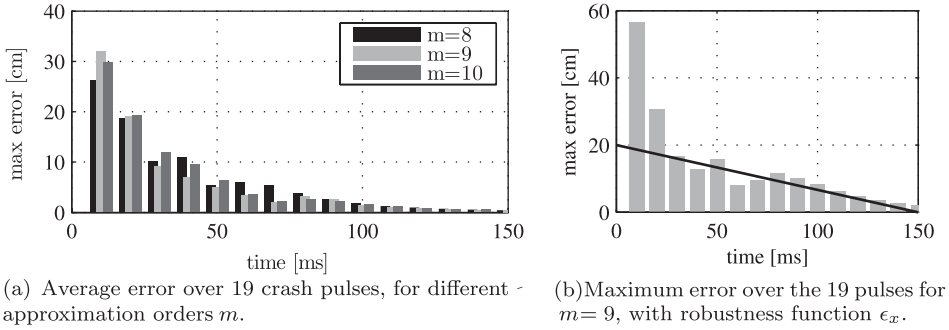 40
30
20
10
0
max error [cm]
m=8
m=9
m=10
0
50
100
150
time [ms]
(a) Average error over 19 crash pulses, for different
approximation orders m.
60
40
20
0
max error [cm]
0
50
100
150
time [ms]
(b)Maximum error over the 19 pulses for
m= 9, with robustness function ϵx.